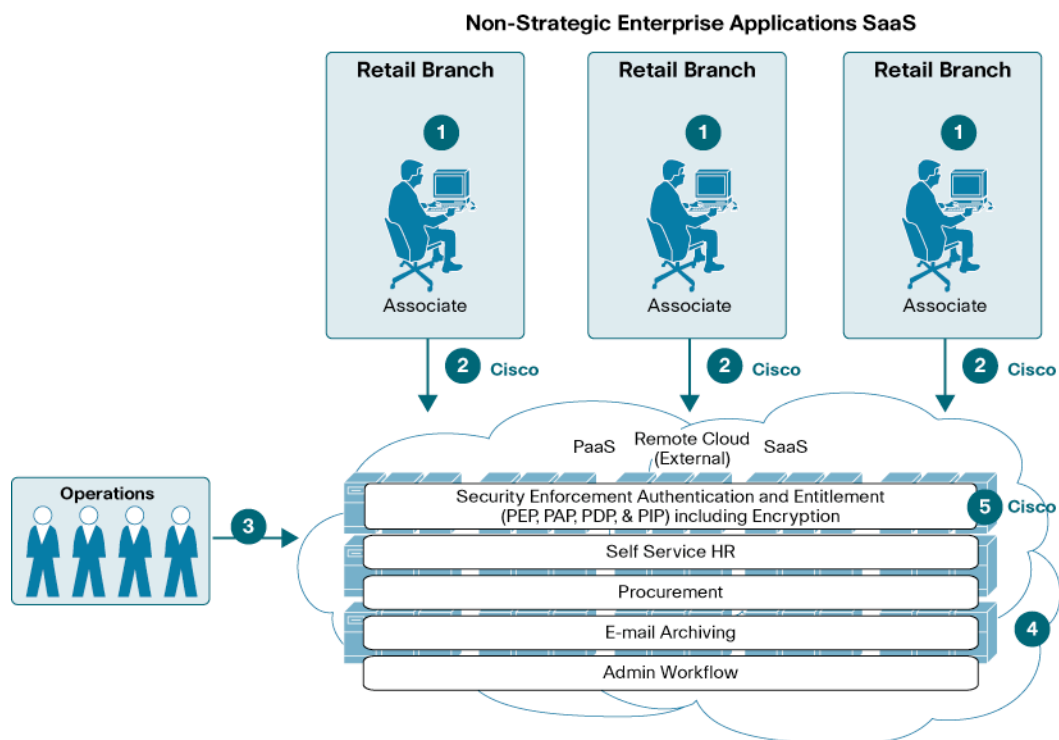 Non-Strategic Enterprise Applications SaaS
Retail Branch
Retail Branch
Retail Branch
1
1
1
Associate
Associate
Associate
2 Cisco
2 Cisco
2 Cisco
PaaS
Remote Cloud
(External)
SaaS
Operations
3
Security Enforcement Authentication and Entitlement
(PEP, PAP, PDP, & PIP) including Encryption
5 Cisco
Self Service HR
Procurement
E-mail Archiving
4
Admin Workflow